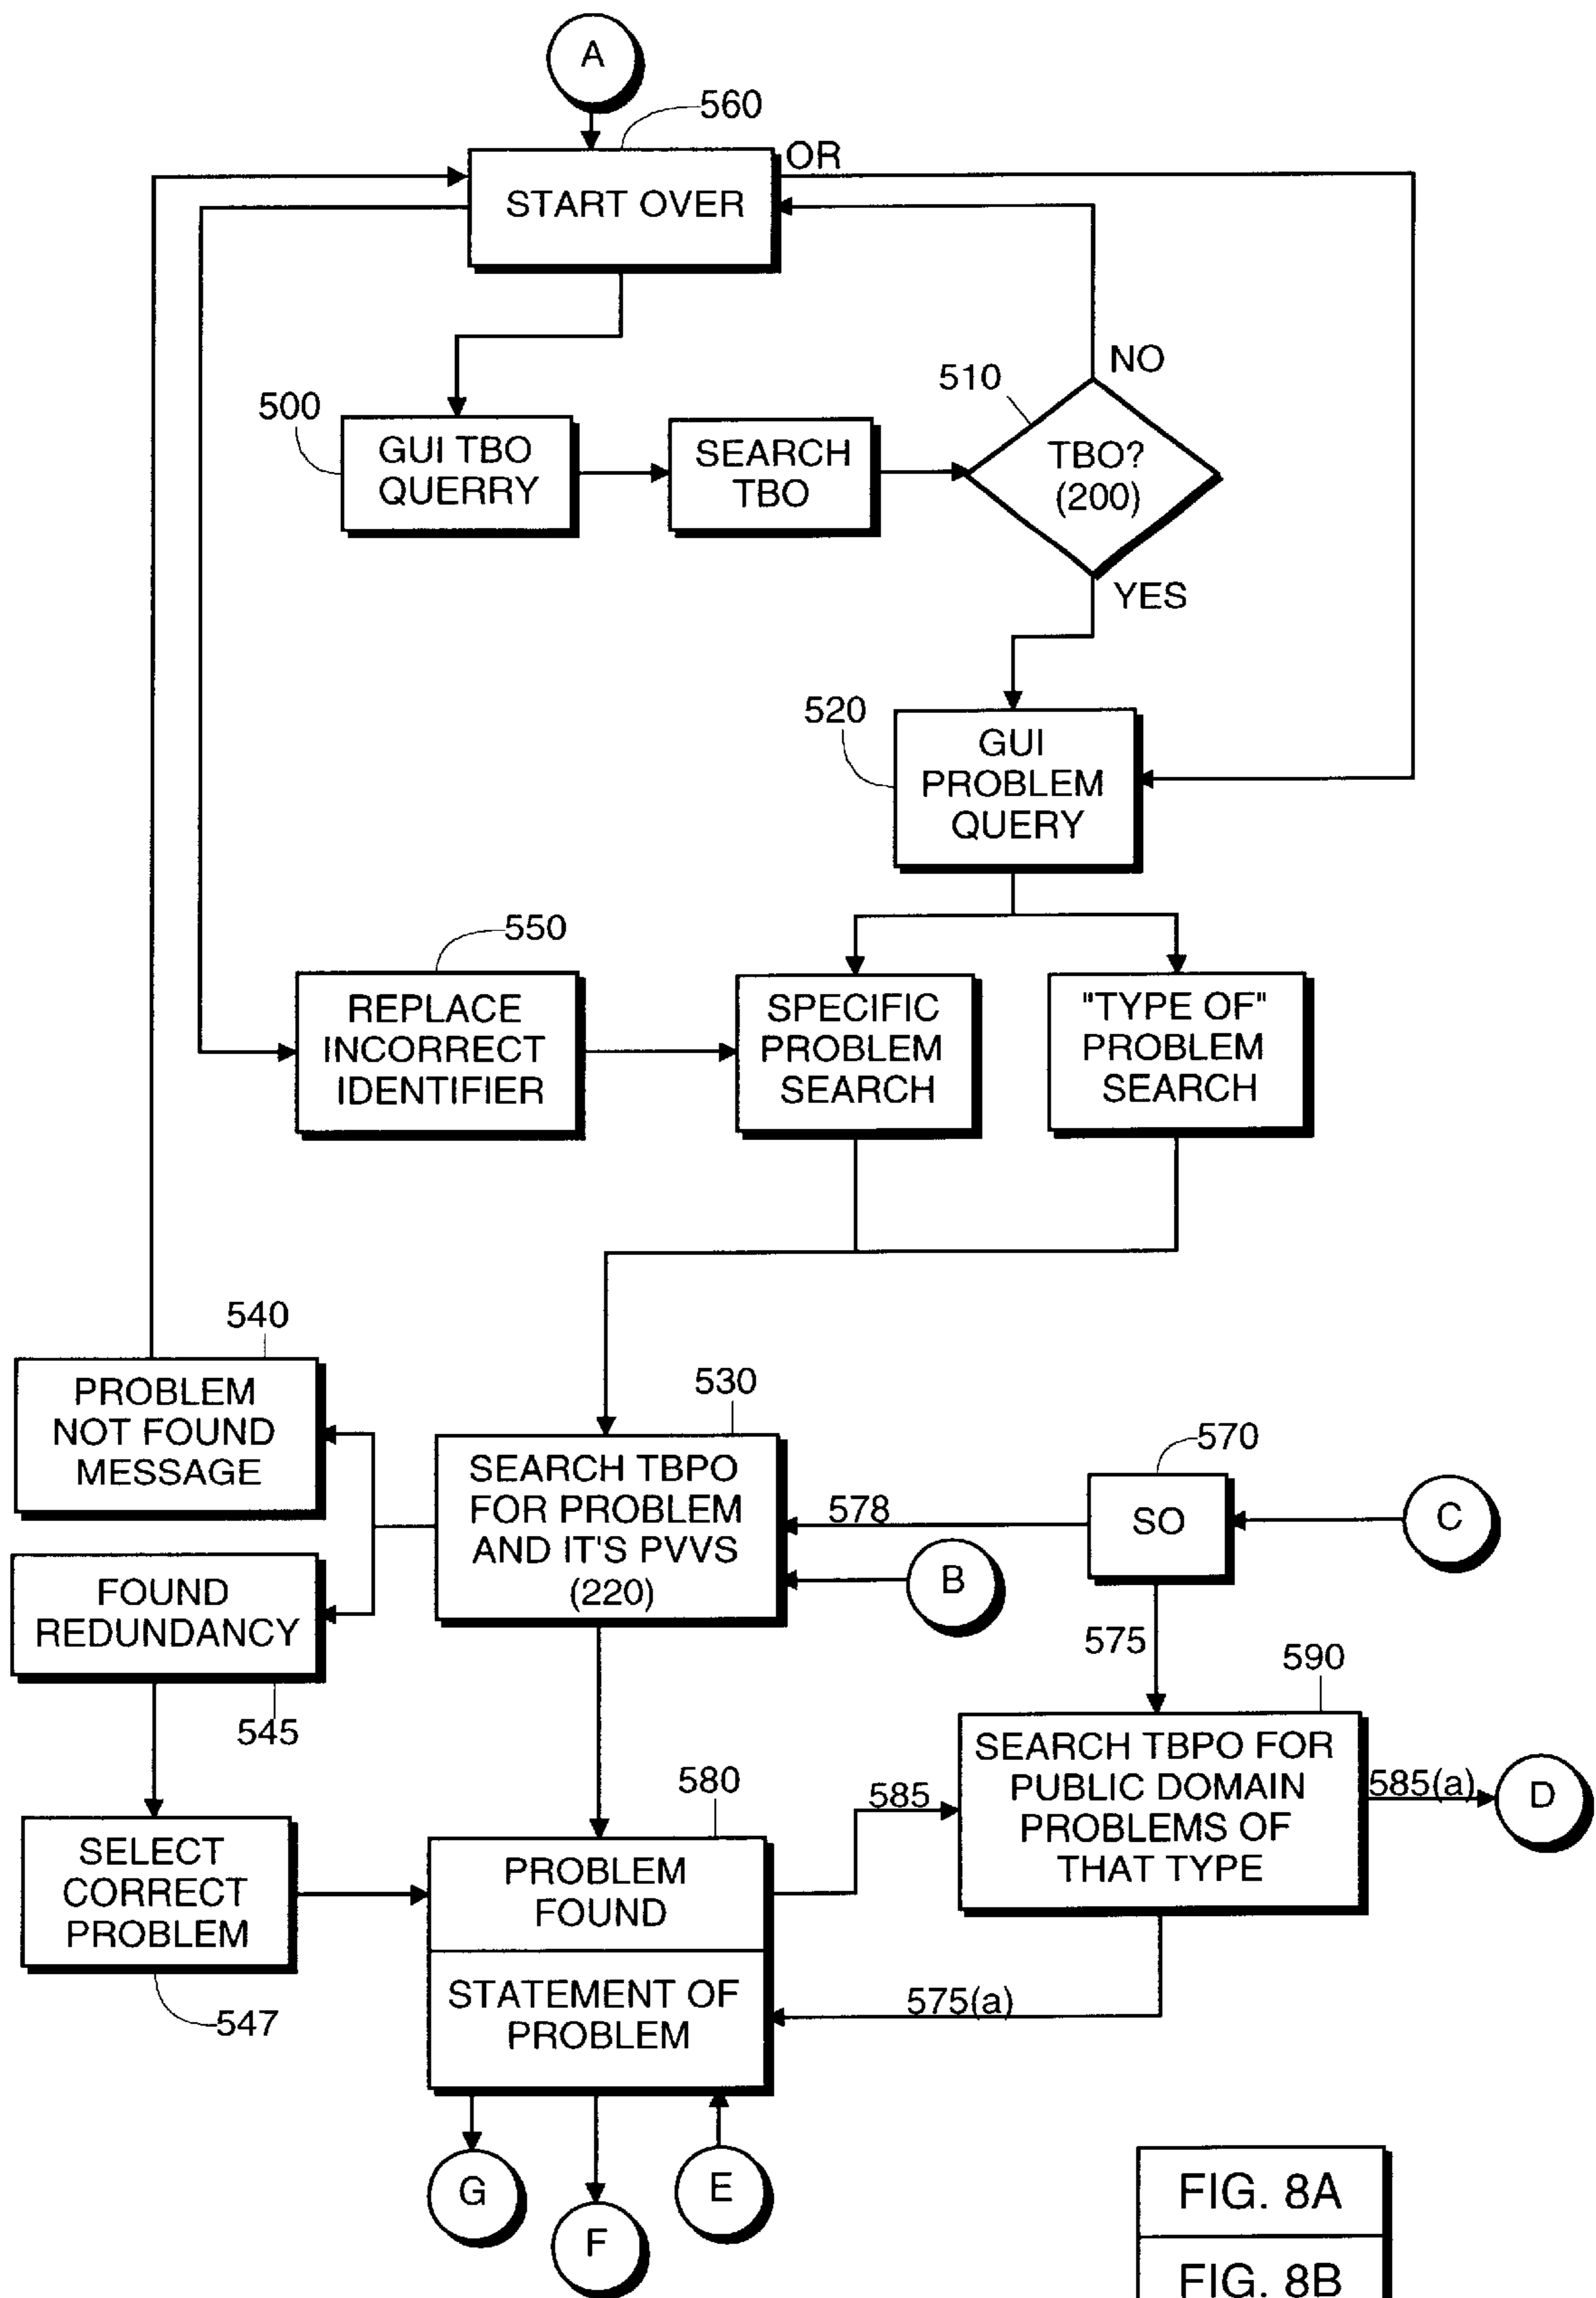 A
560
OR
START OVER
NO
510
500
GUI TBO
QUERRY
SEARCH
TBO
TBO?
(200)
YES
520
GUI
PROBLEM
QUERY
550
REPLACE
INCORRECT
IDENTIFIER
SPECIFIC
PROBLEM
SEARCH
"TYPE OF"
PROBLEM
SEARCH
540
PROBLEM
NOT FOUND
MESSAGE
530
SEARCH TBPO
FOR PROBLEM
AND IT'S PVVS
(220)
578
570
SO
C
B
FOUND
REDUNDANCY
545
575
590
SEARCH TBPO FOR
PUBLIC DOMAIN
PROBLEMS OF
THAT TYPE
585(a)
D
580
585
SELECT
CORRECT
PROBLEM
547
PROBLEM
FOUND
STATEMENT OF
PROBLEM
575(a)
G
F
E
FIG. 8A
FIG. 8B